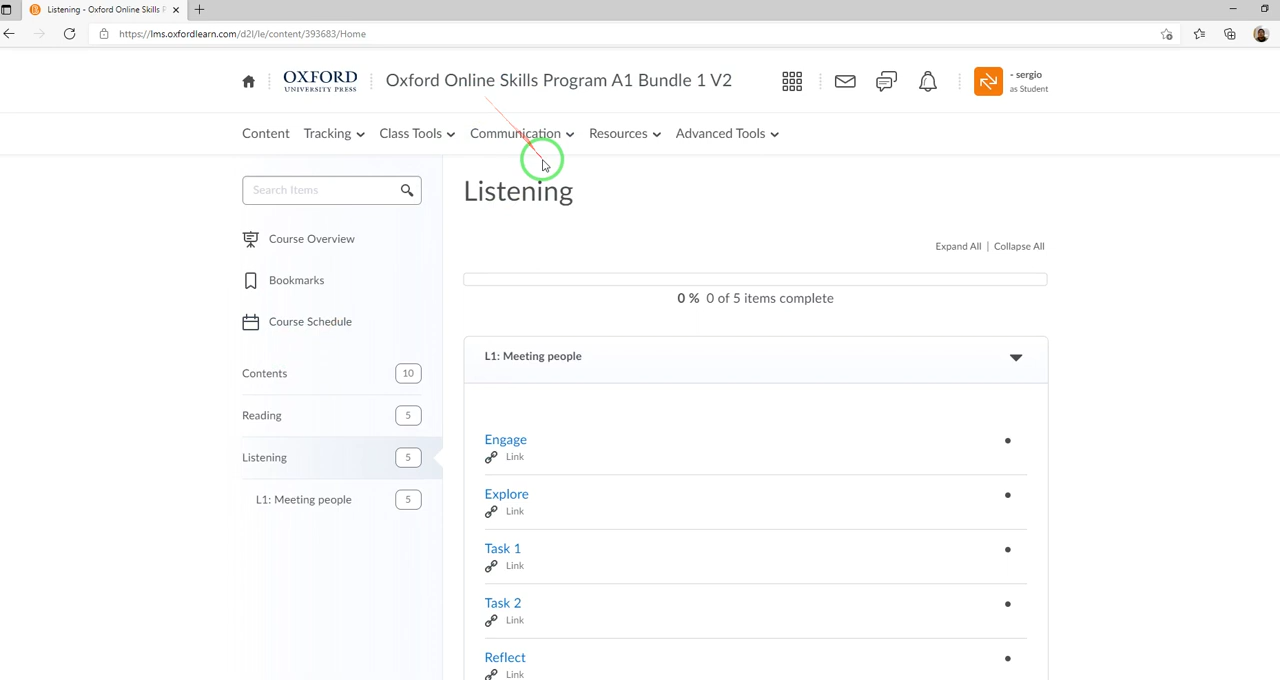 Listening - Oxford Online Skills P
https://lms.oxfordlearn.com/d2l/le/content/393683/Home
OXFORD
UNIVERSITY PRESS
Oxford Online Skills Program A1 Bundle 1 V2
- sergio
as Student
Content Tracking Class Tools Communication Resources Advanced Tools
Search Items
Course Overview
Bookmarks
Course Schedule
Contents 10
Reading 5
Listening 5
L1: Meeting people 5
Listening
Expand All | Collapse All
0 % 0 of 5 items complete
L1: Meeting people
Engage
Link
Explore
Link
Task 1
Link
Task 2
Link
Reflect
Link